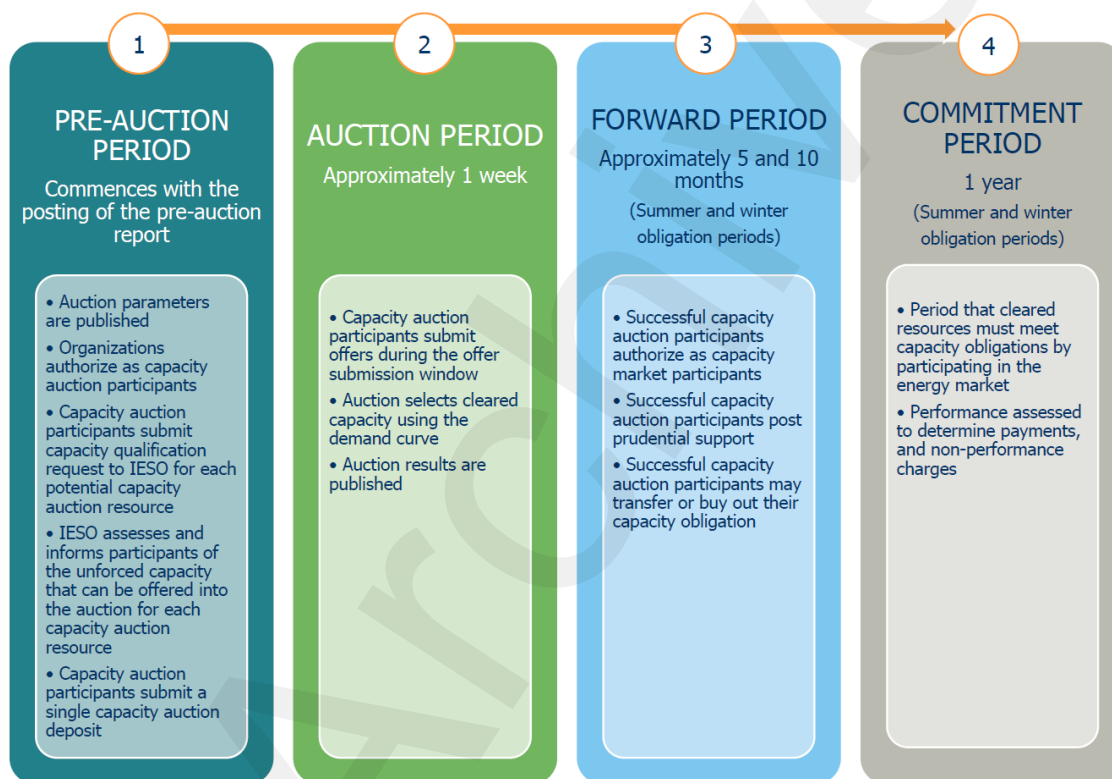 1
PRE-AUCTION
PERIOD
Commences with the
posting of the pre-auction
report
• Auction parameters
are published
• Organizations
authorize as capacity
auction participants
• Capacity auction
participants submit
capacity qualification
request to IESO for each
potential capacity
auction resource
• IESO assesses and
informs participants of
the unforced capacity
that can be offered into
the auction for each
capacity auction
resource
• Capacity auction
participants submit a
single capacity auction
deposit
2
AUCTION PERIOD
Approximately 1 week
• Capacity auction
participants submit
offers during the offer
submission window
• Auction selects cleared
capacity using the
demand curve
• Auction results are
published
3
FORWARD PERIOD
Approximately 5 and 10
months
(Summer and winter
obligation periods)
• Successful capacity
auction participants
authorize as capacity
market participants
• Successful capacity
auction participants post
prudential support
• Successful capacity
auction participants may
transfer or buy out their
capacity obligation
4
COMMITMENT
PERIOD
1 year
(Summer and winter
obligation periods)
• Period that cleared
resources must meet
capacity obligations by
participating in the
energy market
• Performance assessed
to determine payments,
and non-performance
charges